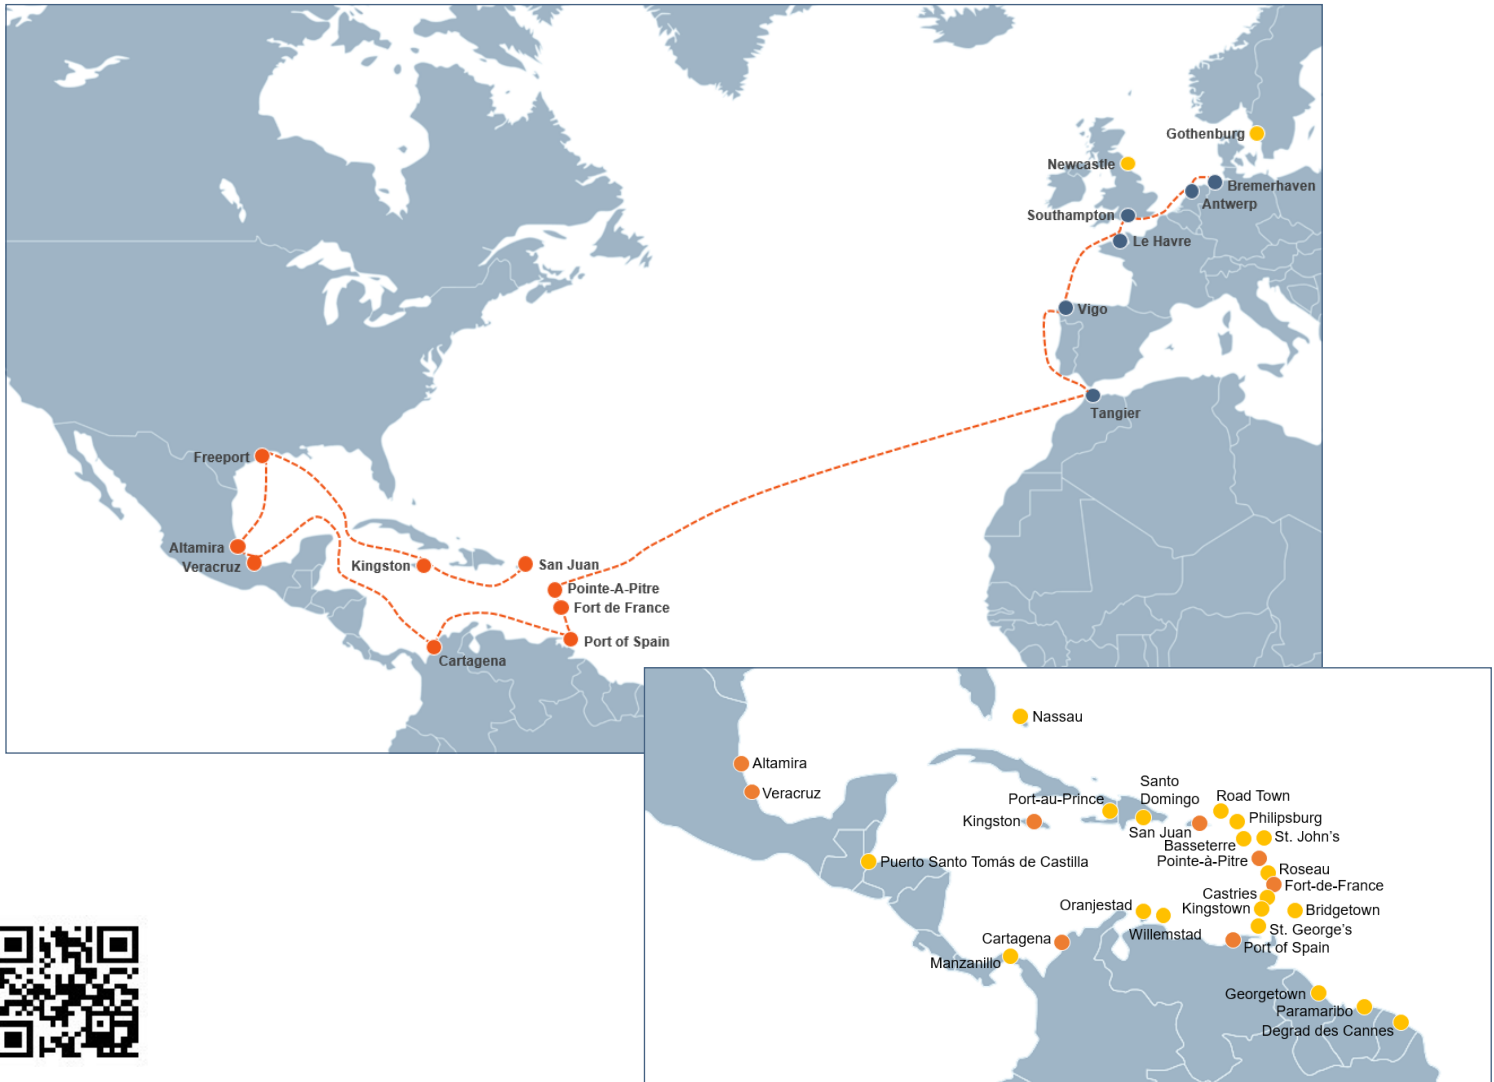 Gothenburg
Newcastle
Bremerhaven
Antwerp
Southampton
Le Havre
Vigo
Tangier
Freeport
Altamira
Veracruz
Kingston
San Juan
Pointe-A-Pitre
Fort de France
Port of Spain
Cartagena
Nassau
Altamira
Veracruz
Santo
Domingo
Port-au-Prince
Road Town
Kingston
Philipsburg
San Juan
St. John’s
Basseterre
Pointe-à-Pitre
Puerto Santo Tomás de Castilla
Roseau
Fort-de-France
Castries
Oranjestad
Kingstown
Bridgetown
St. George’s
Willemstad
Cartagena
Port of Spain
Manzanillo
Georgetown
Paramaribo
Degrad des Cannes